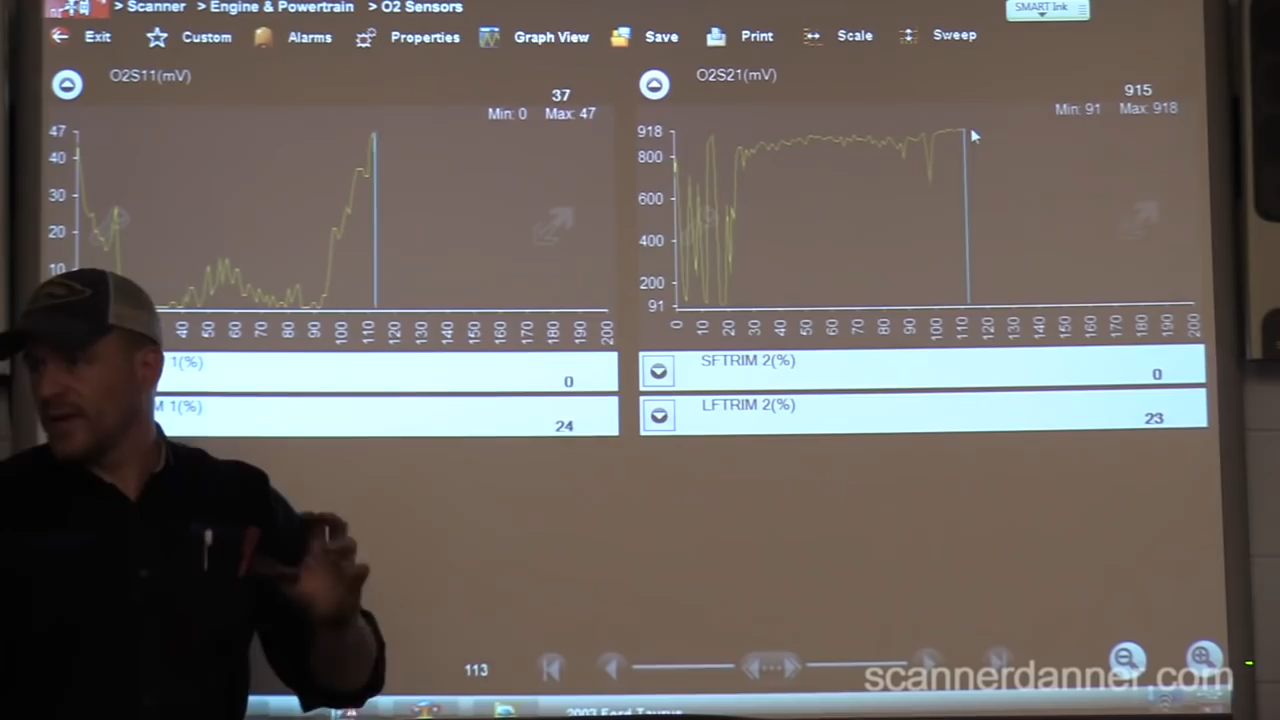 > Scanner > Engine & Powertrain > O2 Sensors
SMART Ink
Exit Custom Alarms Properties Graph View Save Print Scale Sweep
O2S11(mV)
37
Min: 0 Max: 47
47
40
30
20
10
40 50 60 70 80 90 100 110 120 130 140 150 160 170 180 190 200
O2S21(mV)
915
Min: 91 Max: 918
918
800
600
400
200
91
0 10 20 30 40 50 60 70 80 90 100 110 120 130 140 150 160 170 180 190 200
1(%)
0
M 1(%)
24
SFTRIM 2(%)
0
LFTRIM 2(%)
23
113
scannerdanner.com
2003 Ford Taurus